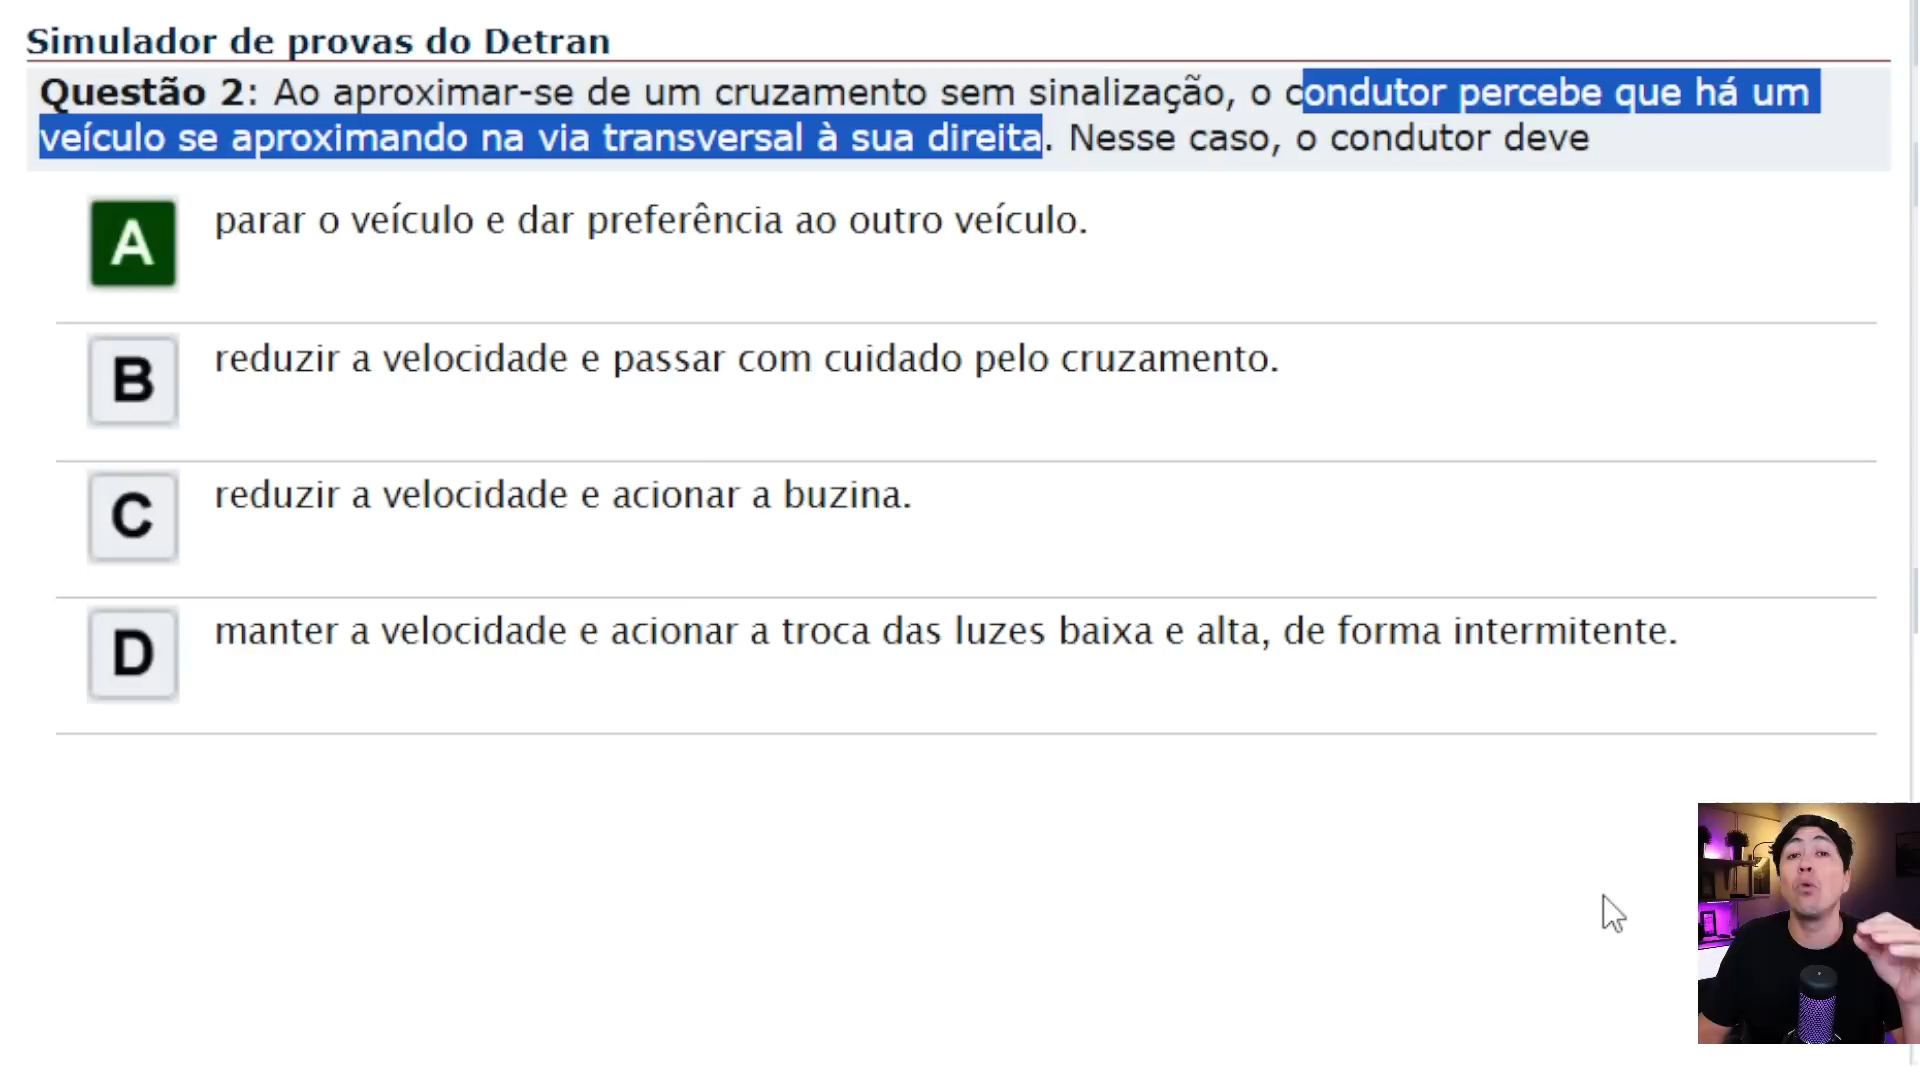 Simulador de provas do Detran
Questão 2: Ao aproximar-se de um cruzamento sem sinalização, o condutor percebe que há um
veículo se aproximando na via transversal à sua direita. Nesse caso, o condutor deve
A parar o veículo e dar preferência ao outro veículo.
B reduzir a velocidade e passar com cuidado pelo cruzamento.
C reduzir a velocidade e acionar a buzina.
D manter a velocidade e acionar a troca das luzes baixa e alta, de forma intermitente.